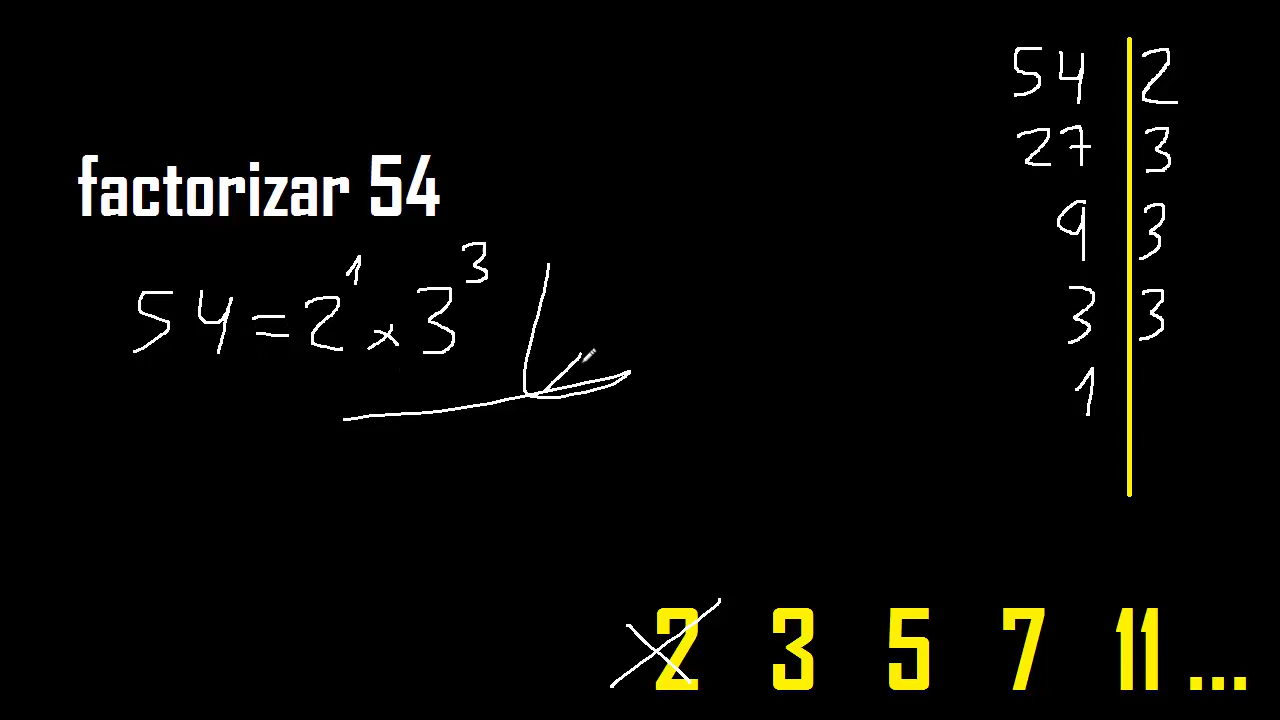 factorizar 54
54 = 2¹ x 3³
54 | 2
27 | 3
9 | 3
3 | 3
1
2 3 5 7 11 ...